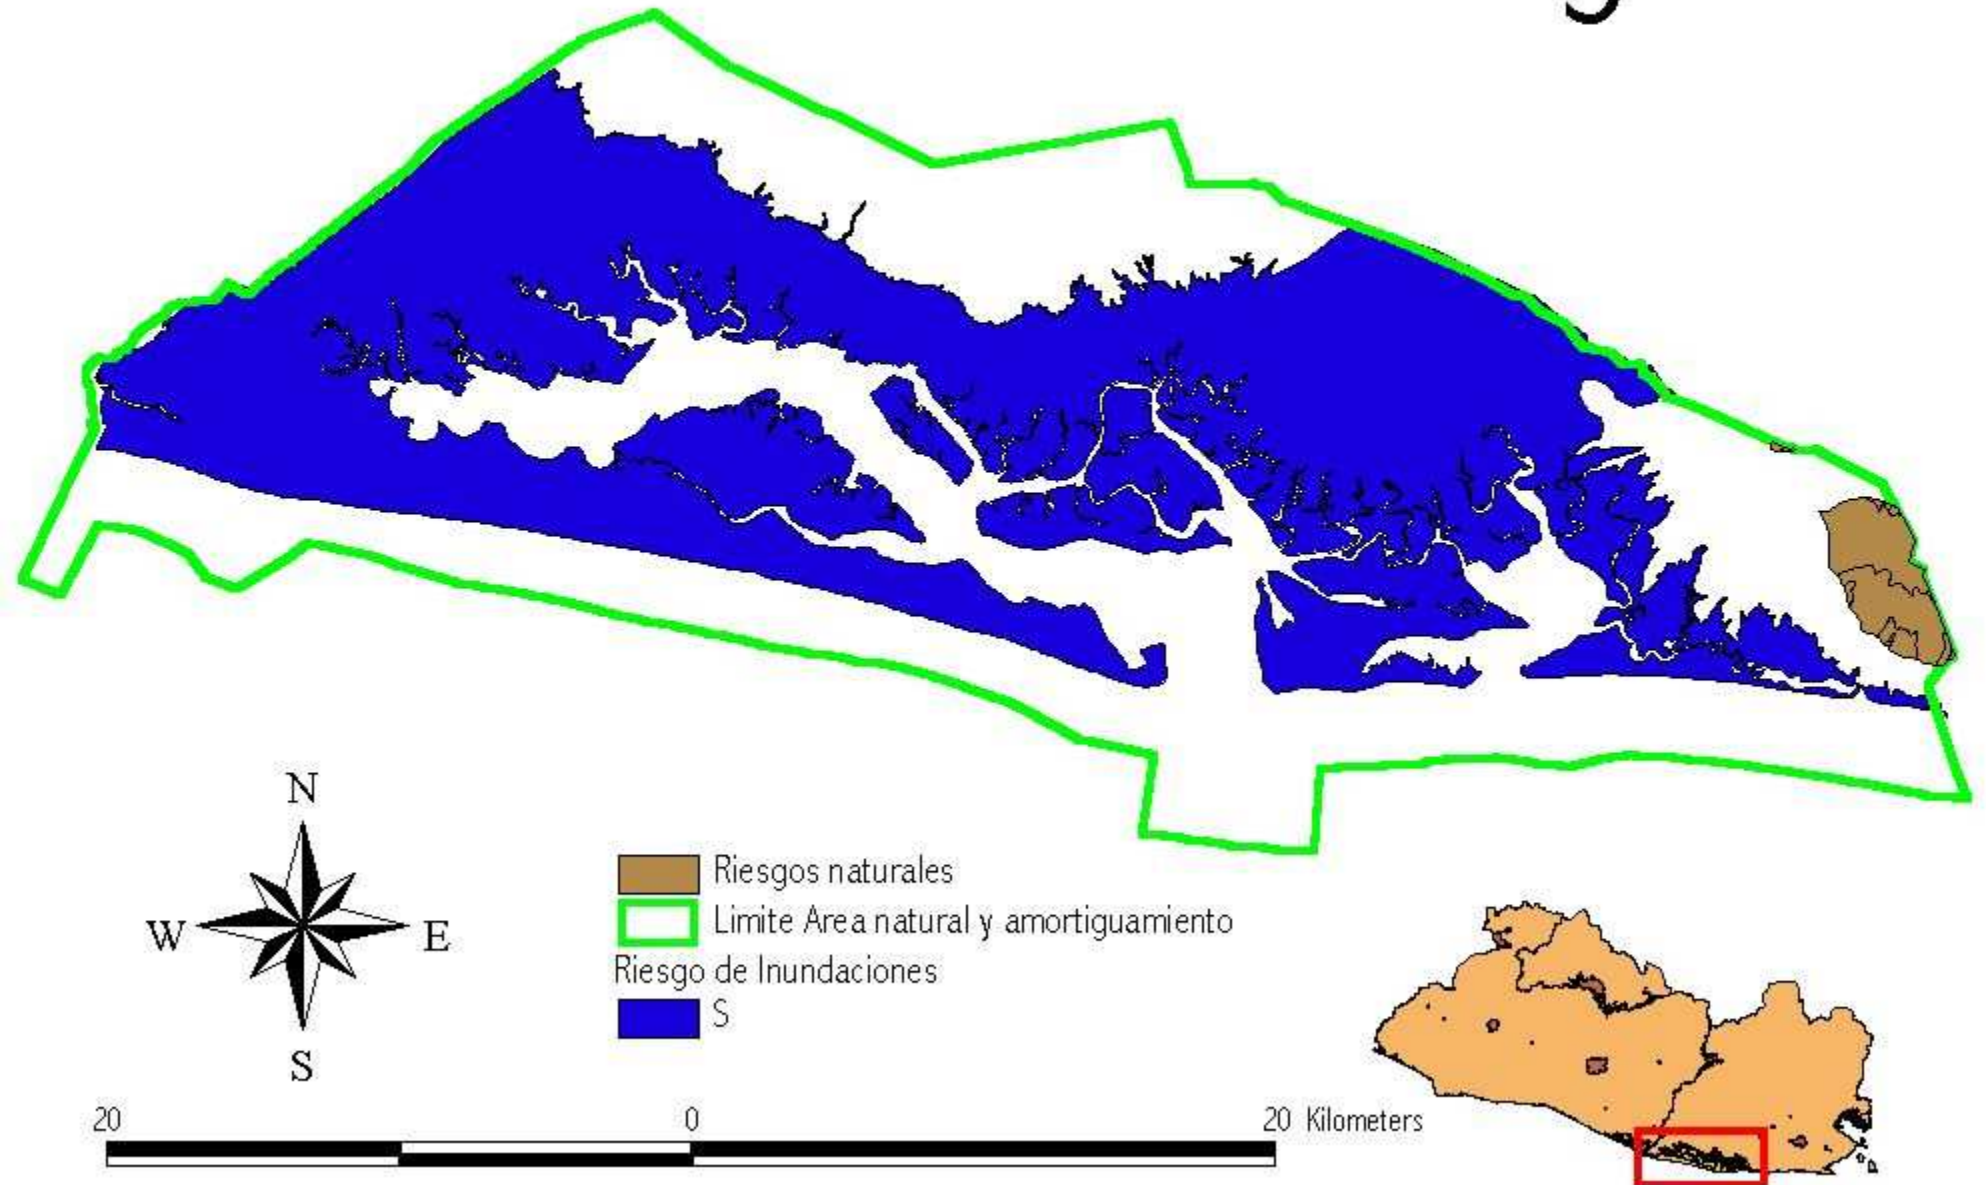 N
W E
S
Riesgos naturales
Limite Area natural y amortiguamiento
Riesgo de Inundaciones
S
20 0 20 Kilometers